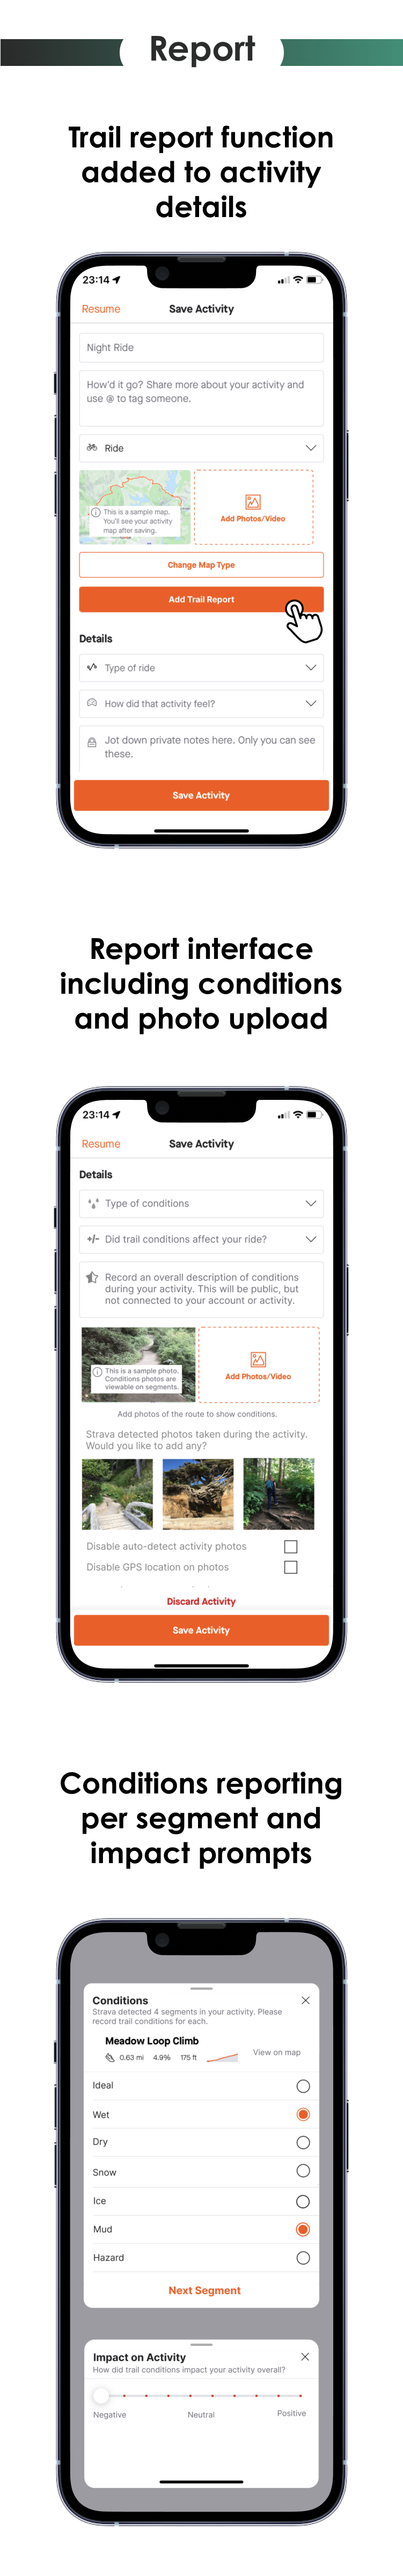 Report
Trail report function
added to activity
details
23:14
Resume
Save Activity
Night Ride
How'd it go? Share more about your activity and
use @ to tag someone.
Ride
This is a sample map.
You'll see your activity
map after saving.
Add Photos/Video
Change Map Type
Add Trail Report
Details
Type of ride
How did that activity feel?
Jot down private notes here. Only you can see
these.
Save Activity
Report interface
including conditions
and photo upload
23:14
Resume
Save Activity
Details
Type of conditions
Did trail conditions affect your ride?
Record an overall description of conditions
during your activity. This will be public, but
not connected to your account or activity.
This is a sample photo.
Conditions photos are
viewable on segments.
Add Photos/Video
Add photos of the route to show conditions.
Strava detected photos taken during the activity.
Would you like to add any?
Disable auto-detect activity photos
Disable GPS location on photos
Discard Activity
Save Activity
Conditions reporting
per segment and
impact prompts
Conditions
Strava detected 4 segments in your activity. Please
record trail conditions for each.
Meadow Loop Climb
0.63 mi 4.9% 175 ft
View on map
Ideal
Wet
Dry
Snow
Ice
Mud
Hazard
Next Segment
Impact on Activity
How did trail conditions impact your activity overall?
Negative Neutral Positive